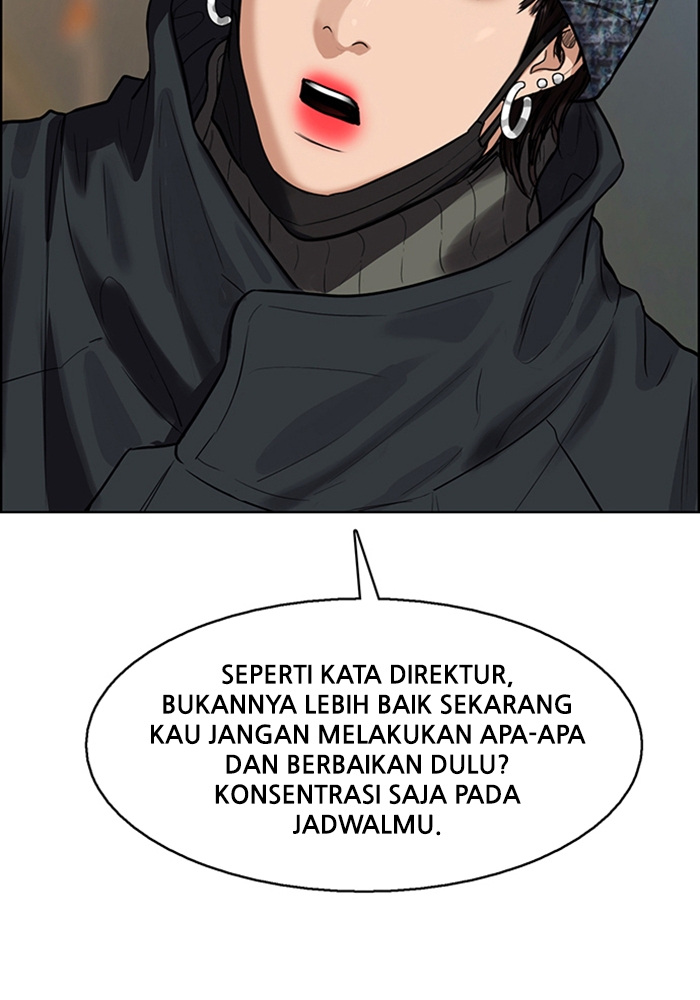 SEPERTI KATA DIREKTUR,
BUKANNYA LEBIH BAIK SEKARANG
KAU JANGAN MELAKUKAN APA-APA
DAN BERBAIKAN DULU?
KONSENTRASI SAJA PADA
JADWALMU.